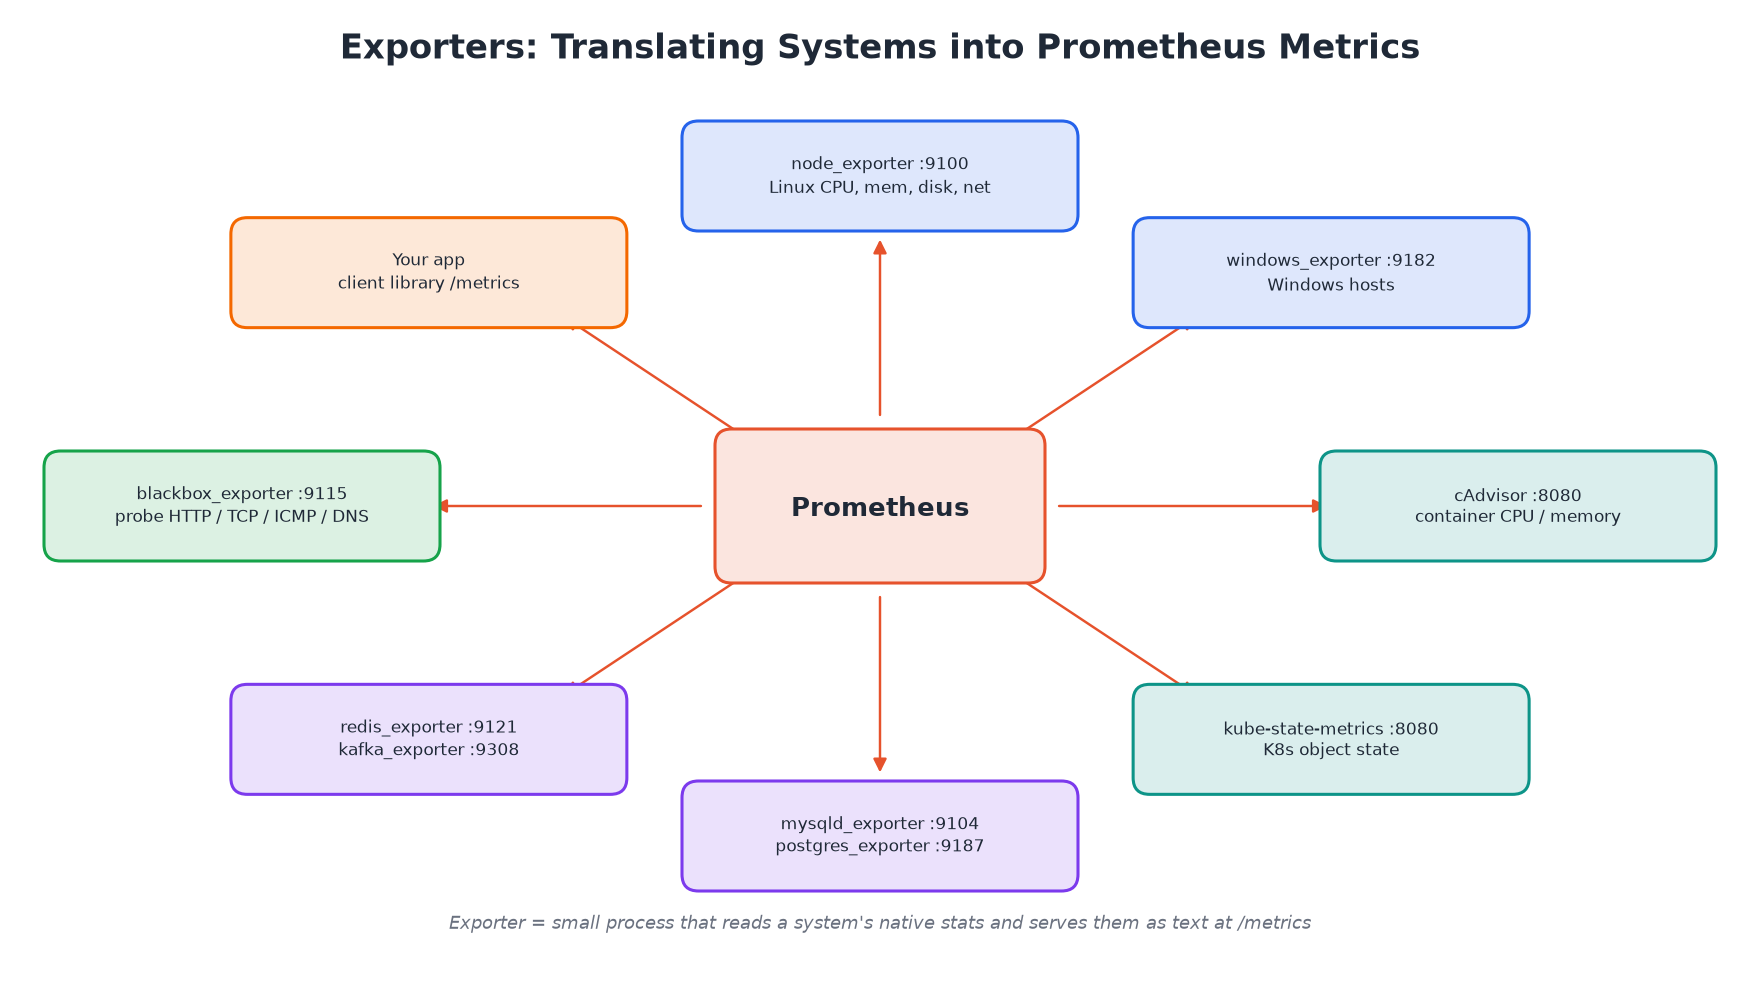 Exporters: Translating Systems into Prometheus Metrics
node_exporter :9100
Linux CPU, mem, disk, net
Your app
client library /metrics
windows_exporter :9182
Windows hosts
blackbox_exporter :9115
probe HTTP / TCP / ICMP / DNS
Prometheus
cAdvisor :8080
container CPU / memory
redis_exporter :9121
kafka_exporter :9308
kube-state-metrics :8080
K8s object state
mysqld_exporter :9104
postgres_exporter :9187
Exporter = small process that reads a system's native stats and serves them as text at /metrics